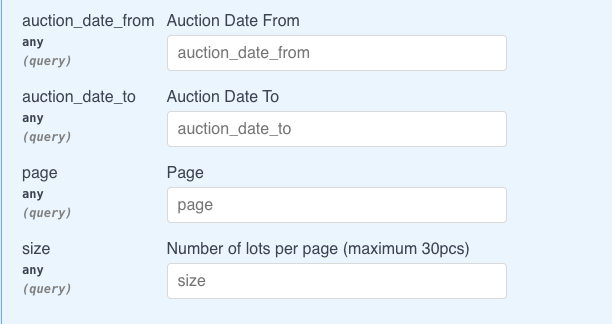 auction_date_from Auction Date From
any
(query)
auction_date_from
auction_date_to Auction Date To
any
(query)
auction_date_to
page Page
any
(query)
page
size Number of lots per page (maximum 30pcs)
any
(query)
size